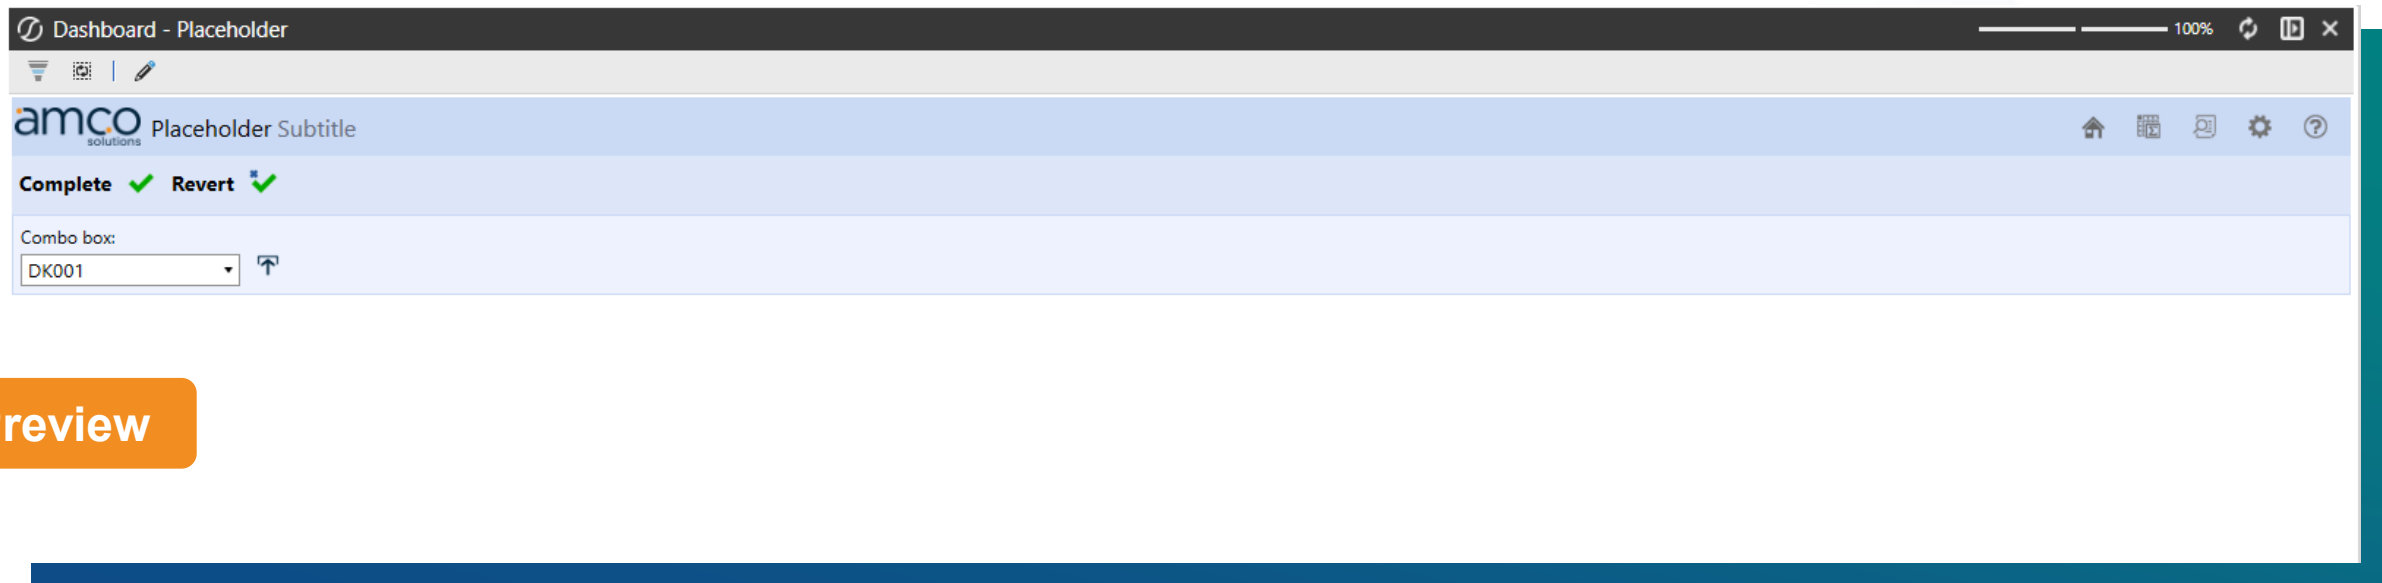 Dashboard - Placeholder
100%
amco
solutions
Placeholder Subtitle
Complete Revert
Combo box:
DK001
review